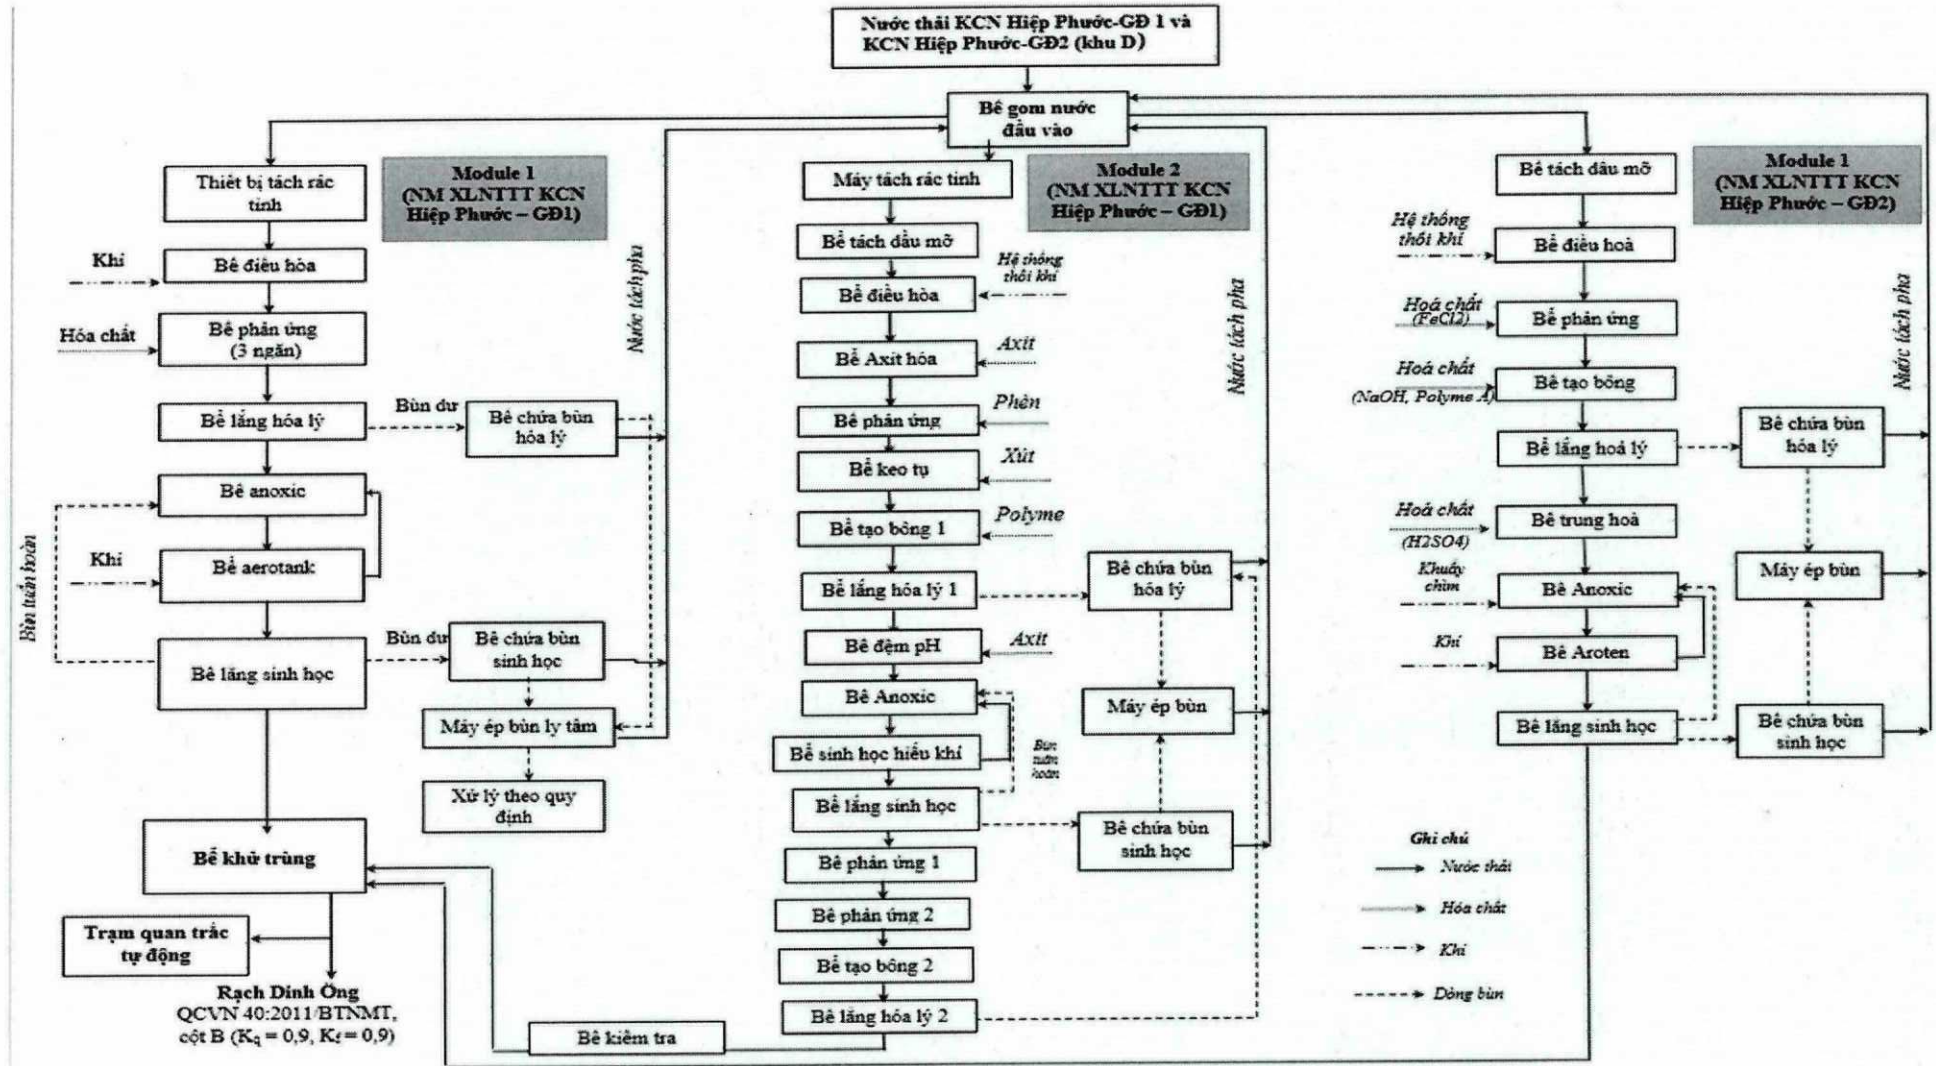 Nước thải KCN Hiệp Phước-GĐ 1 và
KCN Hiệp Phước-GĐ2 (khu D)
Bể gom nước
đầu vào
Thiết bị tách rác
tinh
Module 1
(NM XLNTTT KCN
Hiệp Phước – GĐ1)
Khí
Bể điều hòa
Hóa chất
Bể phản ứng
(3 ngăn)
Bể lắng hóa lý
Bùn dư
Bể chứa bùn
hóa lý
Nước tách pha
Bể anoxic
Khí
Bể aerotank
Bùn tuần hoàn
Bể lắng sinh học
Bùn dư
Bể chứa bùn
sinh học
Máy ép bùn ly tâm
Xử lý theo quy
định
Bể khử trùng
Trạm quan trắc
tự động
Rạch Dinh Ông
QCVN 40:2011/BTNMT,
cột B (Kq = 0,9, Kf = 0,9)
Máy tách rác tinh
Module 2
(NM XLNTTT KCN
Hiệp Phước – GĐ1)
Bể tách dầu mỡ
Hệ thống
thổi khí
Bể điều hòa
Axít
Bể Axit hóa
Phèn
Bể phản ứng
Xút
Bể keo tụ
Polyme
Bể tạo bông 1
Bể lắng hóa lý 1
Bể chứa bùn
hóa lý
Nước tách pha
Bể đệm pH
Axít
Bể Anoxic
Máy ép bùn
Bể sinh học hiếu khí
Bùn
tuần
hoàn
Bể lắng sinh học
Bể chứa bùn
sinh học
Bể phản ứng 1
Bể phản ứng 2
Bể tạo bông 2
Bể lắng hóa lý 2
Bể kiểm tra
Bể tách dầu mỡ
Module 1
(NM XLNTTT KCN
Hiệp Phước – GĐ2)
Hệ thống
thổi khí
Bể điều hoà
Hoá chất
(FeCl2)
Bể phản ứng
Hoá chất
(NaOH, Polyme A)
Bể tạo bông
Bể lắng hoá lý
Bể chứa bùn
hóa lý
Nước tách pha
Hoá chất
(H2SO4)
Bể trung hoà
Máy ép bùn
Khuấy
chìm
Bể Anoxic
Khí
Bể Aroten
Bể lắng sinh học
Bể chứa bùn
sinh học
Ghi chú
Nước thải
Hóa chất
Khí
Dòng bùn